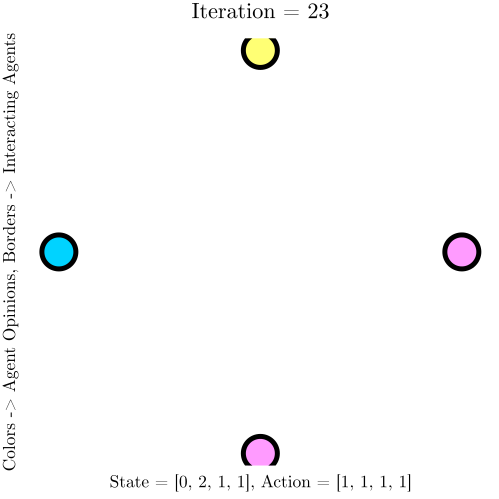 Iteration = 23
Colors -> Agent Opinions, Borders -> Interacting Agents
State = [0, 2, 1, 1], Action = [1, 1, 1, 1]